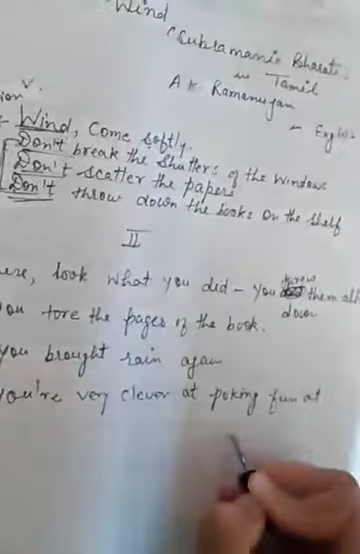 Wind
(Subramania Bharati
in Tamil
A K. Ramanujan
in English
Wind, Come softly.
Don't break the Shutters of the windows
Don't scatter the papers
Don't throw down the books on the shelf
II
look what you did - you threw them all
down
you tore the pages of the book.
you brought rain again
you're very clever at poking fun at